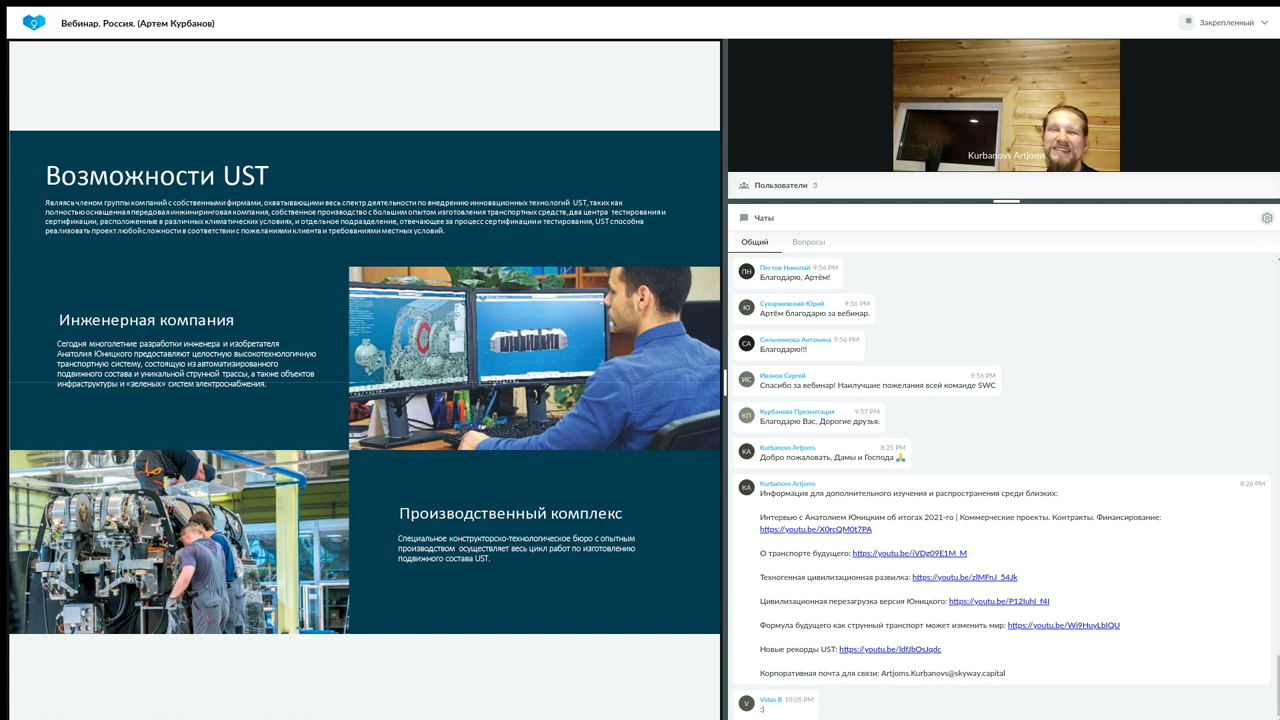 Вебинар. Россия. (Артем Курбанов)
Закрепленный
Возможности UST
Являясь членом группы компаний с собственными фирмами, охватывающими весь спектр деятельности по внедрению инновационных технологий UST, таких как
полностью оснащенная передовая инжиниринговая компания, собственное производство с большим опытом изготовления транспортных средств, два центра тестирования и
сертификации, расположенные в различных климатических условиях, и отдельное подразделение, отвечающее за процесс сертификации и тестирования, UST способна
реализовать проект любой сложности в соответствии с пожеланиями клиента и требованиями местных условий.
Инженерная компания
Сегодня многолетние разработки инженера и изобретателя
Анатолия Юницкого предоставляют целостную высокотехнологичную
транспортную систему, состоящую из автоматизированного
подвижного состава и уникальной струнной трассы, а также объектов
инфраструктуры и «зеленых» систем электроснабжения.
Производственный комплекс
Специальное конструкторско-технологическое бюро с опытным
производством осуществляет весь цикл работ по изготовлению
подвижного состава UST.
Kurbanovs Artjoms
Пользователи 3
Чаты
Общий Вопросы
ПН Пестов Николай 9:56 PM
Благодарю, Артём!
Ю Сухаржевский Юрий 9:56 PM
Артём благодарю за вебинар.
СА Сильченкова Антонина 9:56 PM
Благодарю!!!
ИС Иванов Сергей 9:56 PM
Спасибо за вебинар! Наилучшие пожелания всей команде SWC
КП Курбанова Презентация 9:57 PM
Благодарю Вас, Дорогие друзья.
KA Kurbanovs Artjoms 8:25 PM
Добро пожаловать, Дамы и Господа 🙏
KA Kurbanovs Artjoms 8:26 PM
Информация для дополнительного изучения и распространения среди близких:
Интервью с Анатолием Юницким об итогах 2021-го | Коммерческие проекты. Контракты. Финансирование:
https://youtu.be/X0rcQM0t7PA
О транспорте будущего: https://youtu.be/iVDg09E1M_M
Техногенная цивилизационная развилка: https://youtu.be/zlMFnJ_54Jk
Цивилизационная перезагрузка версия Юницкого: https://youtu.be/P12IuhI_f4I
Формула будущего как струнный транспорт может изменить мир: https://youtu.be/Wi9HuyLbIQU
Новые рекорды UST: https://youtu.be/ldfJbOsJqdc
Корпоративная почта для связи: Artjoms.Kurbanovs@skyway.capital
V Vidas B 10:05 PM
:)